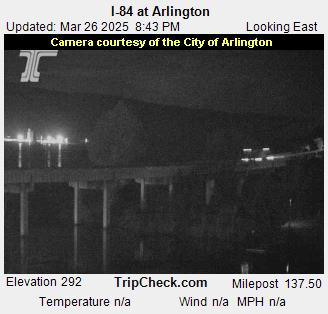 I-84 at Arlington
Updated: Mar 26 2025 8:43 PM Looking East
Camera courtesy of the City of Arlington
Elevation 292 TripCheck.com Milepost 137.50
Temperature n/a Wind n/a MPH n/a